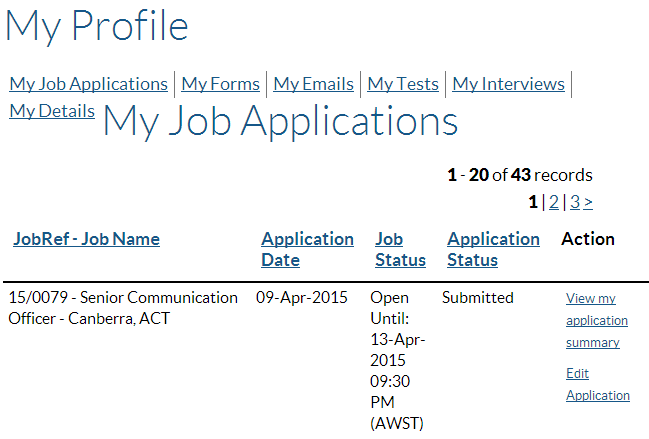 My Profile
My Job Applications | My Forms | My Emails | My Tests | My Interviews |
My Details My Job Applications
1 - 20 of 43 records
1 | 2 | 3 >
JobRef - Job Name Application Date Job Status Application Status Action
15/0079 - Senior Communication
Officer - Canberra, ACT
09-Apr-2015
Open
Until:
13-Apr-
2015
09:30
PM
(AWST)
Submitted
View my
application
summary
Edit
Application